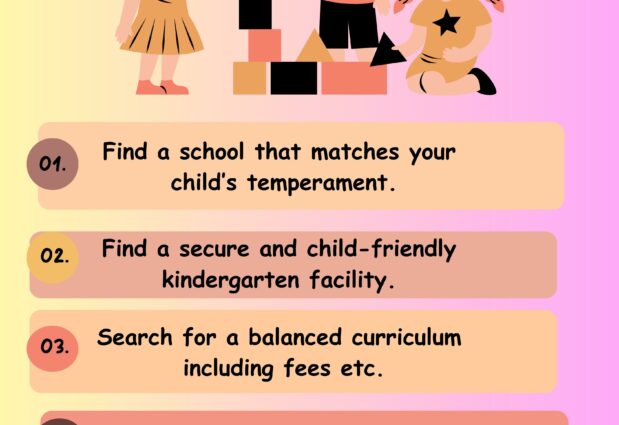 01.
Find a school that matches your
child's temperament.
02.
Find a secure and child-friendly
kindergarten facility.
03.
Search for a balanced curriculum
including fees etc.